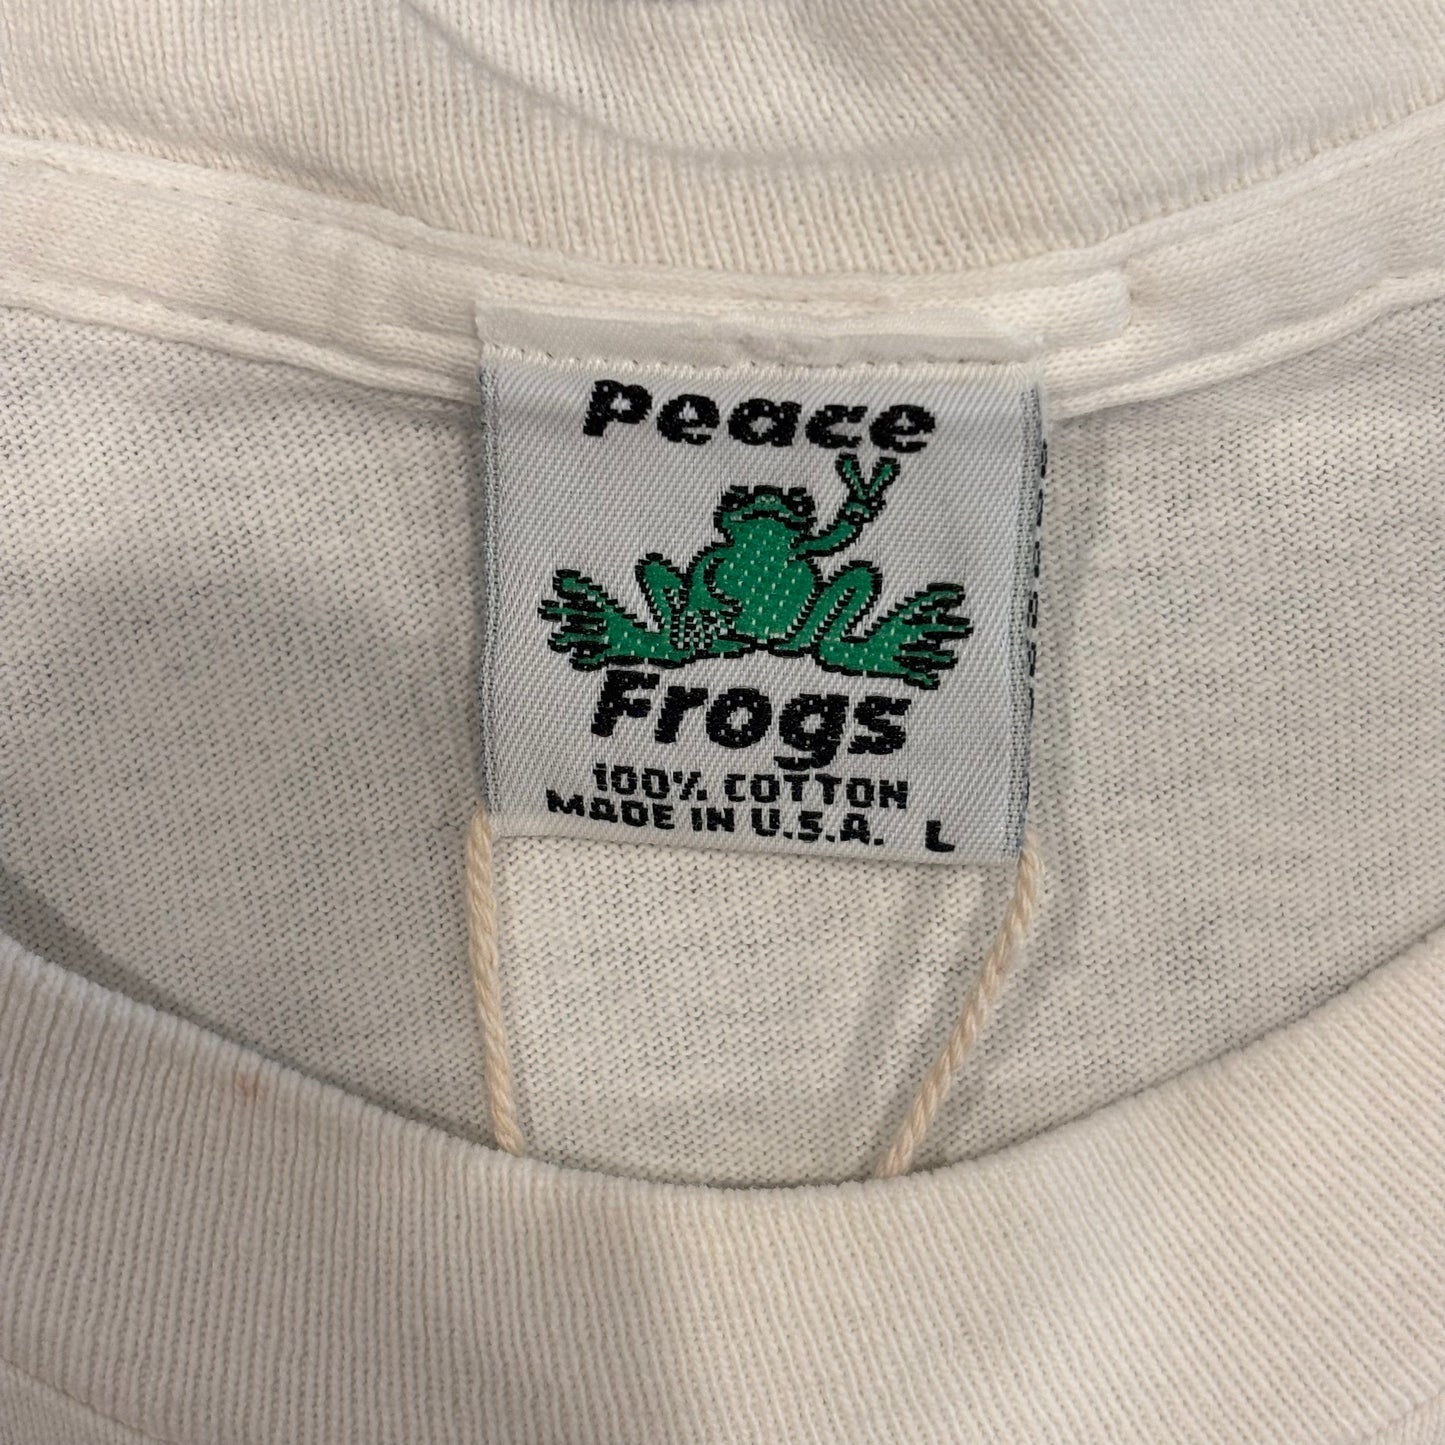 Peace
Frogs
100% COTTON
MADE IN U.S.A. L